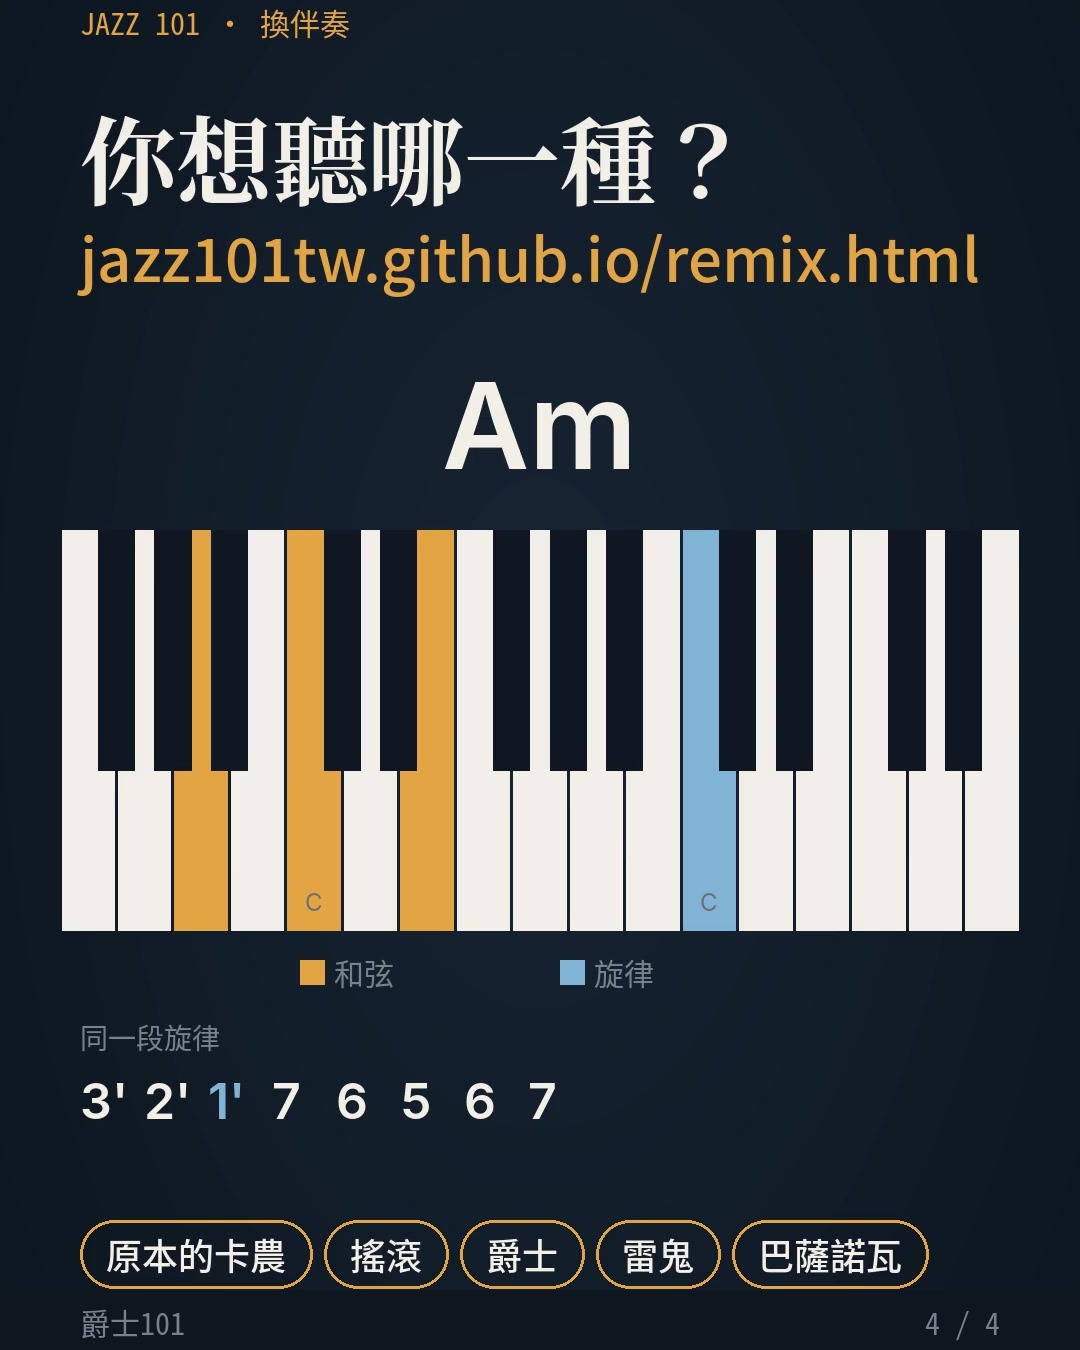 JAZZ 101 · 換伴奏
你想聽哪一種？
jazz101tw.github.io/remix.html
Am
C C
和弦 旋律
同一段旋律
3' 2' 1' 7 6 5 6 7
原本的卡農 搖滾 爵士 雷鬼 巴薩諾瓦
爵士101 4 / 4